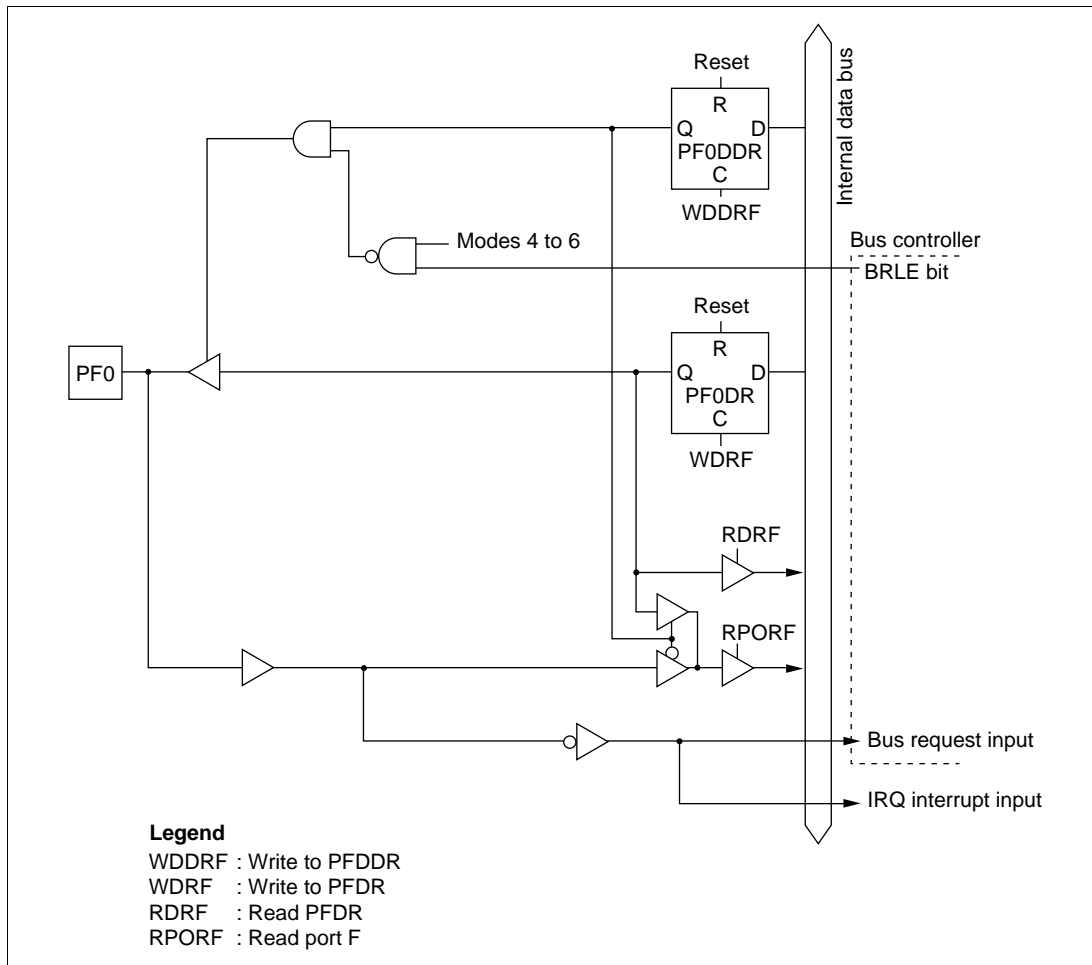 Reset
R
Q D
PF0DDR
C
WDDRF
Internal data bus
Modes 4 to 6
Bus controller
BRLE bit
Reset
R
PF0
Q D
PF0DR
C
WDRF
RDRF
RPORF
Bus request input
IRQ interrupt input
Legend
WDDRF : Write to PFDDR
WDRF : Write to PFDR
RDRF : Read PFDR
RPORF : Read port F